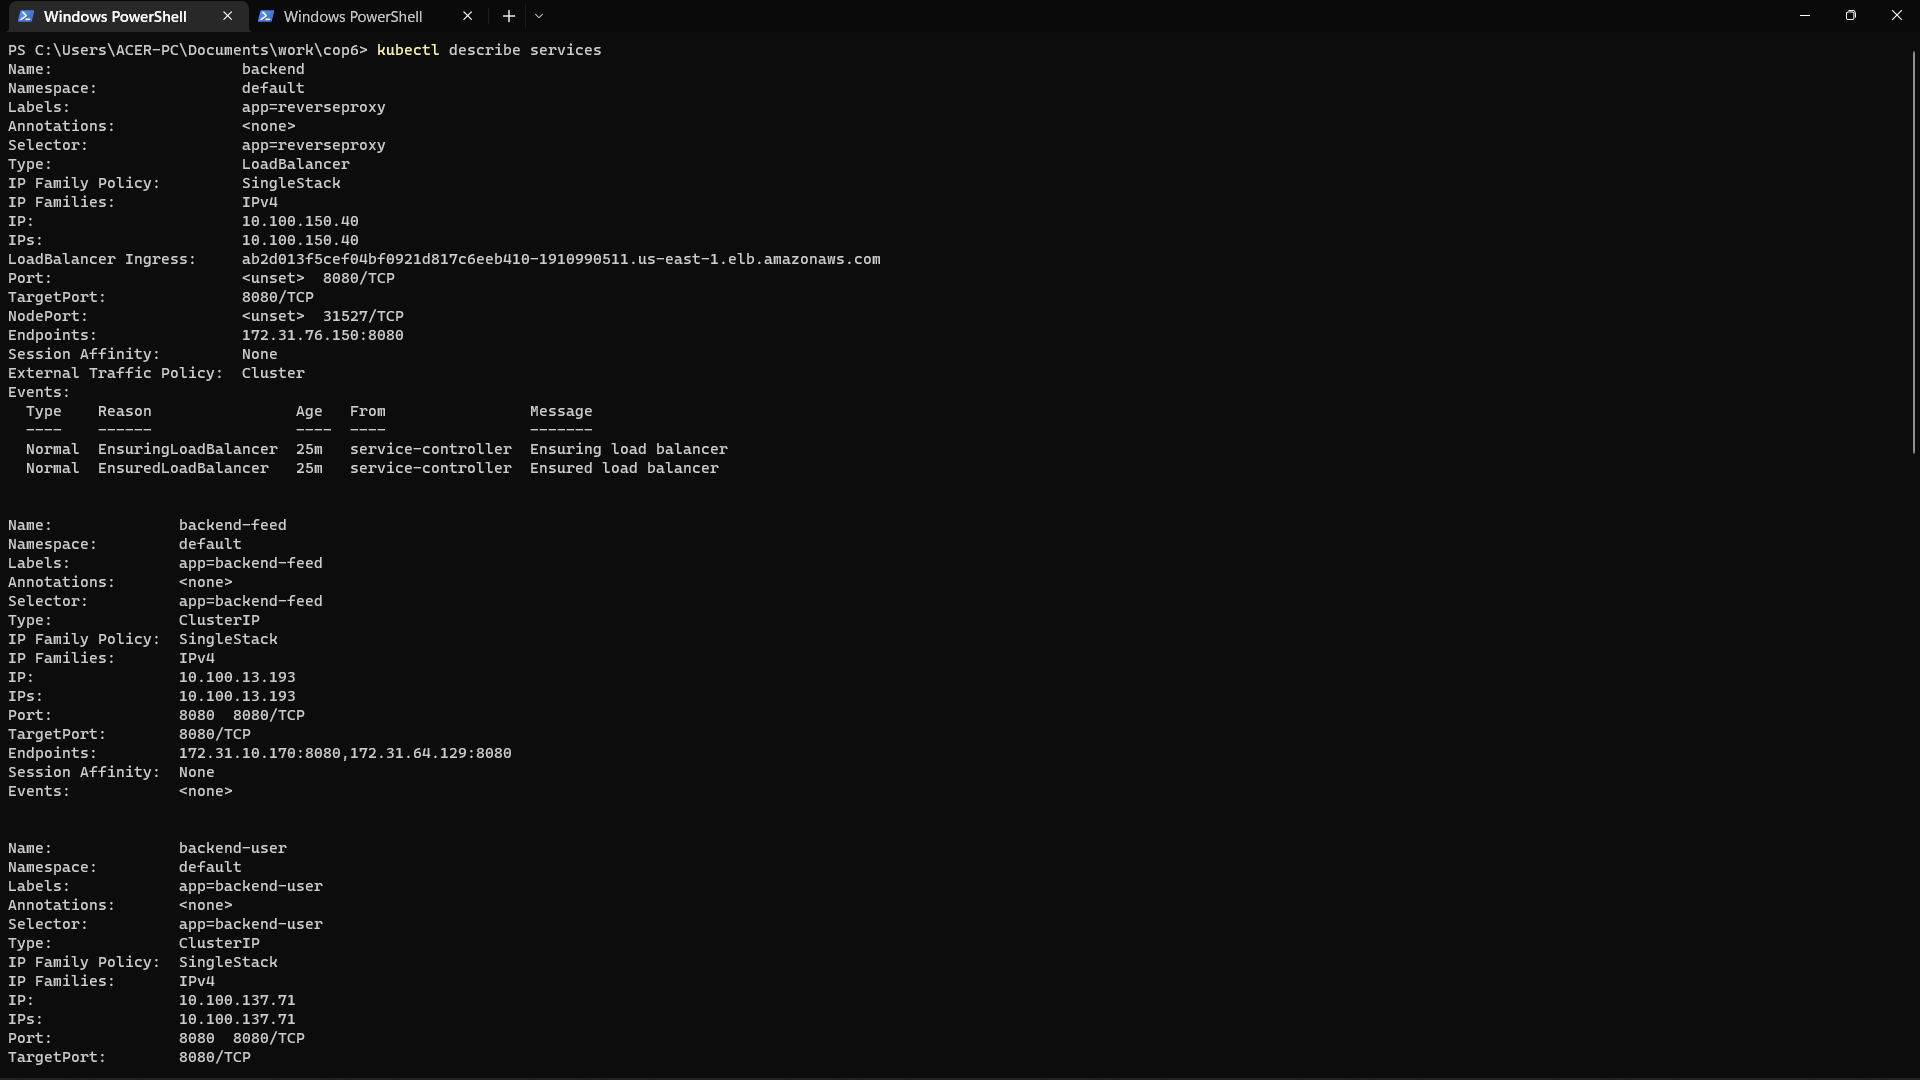 Windows PowerShell
Windows PowerShell
PS C:\Users\ACER-PC\Documents\work\cop6> kubectl describe services
Name:                     backend
Namespace:                default
Labels:                   app=reverseproxy
Annotations:              <none>
Selector:                 app=reverseproxy
Type:                     LoadBalancer
IP Family Policy:         SingleStack
IP Families:              IPv4
IP:                       10.100.150.40
IPs:                      10.100.150.40
LoadBalancer Ingress:     ab2d013f5cef04bf0921d817c6eeb410-1910990511.us-east-1.elb.amazonaws.com
Port:                     <unset>  8080/TCP
TargetPort:               8080/TCP
NodePort:                 <unset>  31527/TCP
Endpoints:                172.31.76.150:8080
Session Affinity:         None
External Traffic Policy:  Cluster
Events:
  Type    Reason                Age   From                Message
  ----    ------                ----  ----                -------
  Normal  EnsuringLoadBalancer  25m   service-controller  Ensuring load balancer
  Normal  EnsuredLoadBalancer   25m   service-controller  Ensured load balancer
Name:              backend-feed
Namespace:         default
Labels:            app=backend-feed
Annotations:       <none>
Selector:          app=backend-feed
Type:              ClusterIP
IP Family Policy:  SingleStack
IP Families:       IPv4
IP:                10.100.13.193
IPs:               10.100.13.193
Port:              8080  8080/TCP
TargetPort:        8080/TCP
Endpoints:         172.31.10.170:8080,172.31.64.129:8080
Session Affinity:  None
Events:            <none>
Name:              backend-user
Namespace:         default
Labels:            app=backend-user
Annotations:       <none>
Selector:          app=backend-user
Type:              ClusterIP
IP Family Policy:  SingleStack
IP Families:       IPv4
IP:                10.100.137.71
IPs:               10.100.137.71
Port:              8080  8080/TCP
TargetPort:        8080/TCP